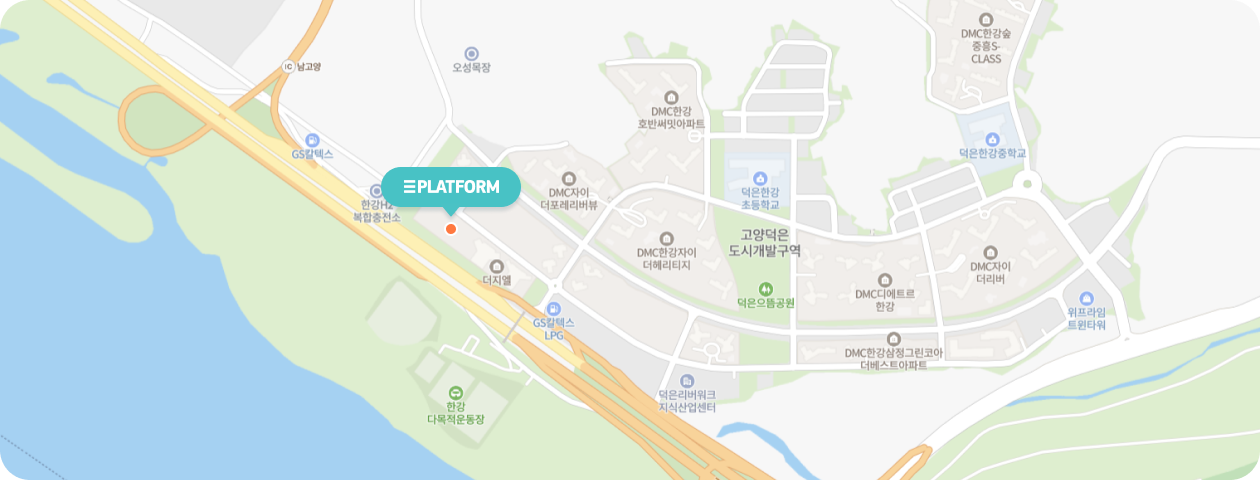 DMC한강숲
중흥S-
CLASS
오성목장
IC 남고양
DMC한강
호반써밋아파트
GS칼텍스
덕은한강중학교
PLATFORM
한강H2
복합충전소
DMC자이
더포레리버뷰
덕은한강
초등학교
고양덕은
도시개발구역
DMC한강자이
더헤리티지
더지엘
DMC자이
더리버
DMC디에트르
한강
덕은으뜸공원
GS칼텍스
LPG
위프라임
트윈타워
DMC한강삼정그린코아
더베스트아파트
덕은리버워크
지식산업센터
한강
다목적운동장